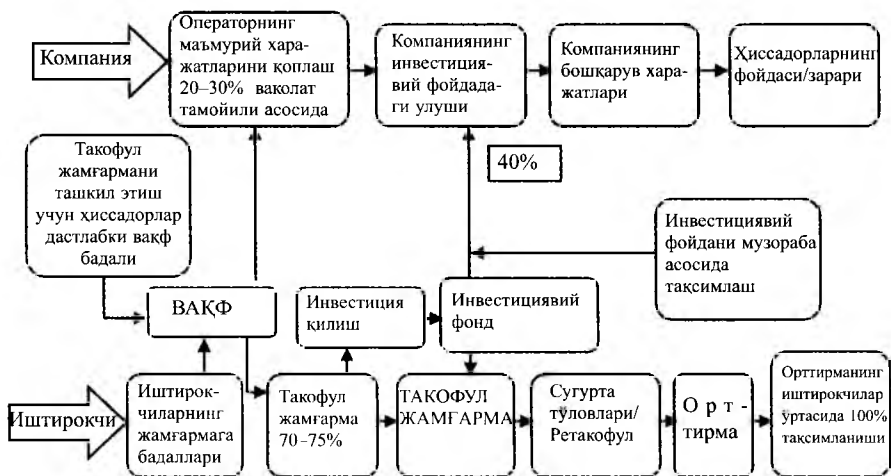 Компания
Операторнинг
маъмурий хара-
жатларини қоплаш
20–30% ваколат
тамойили асосида
Компаниянинг
инвестиция-
вий фойдада-
ги улуши
Компаниянинг
бошқарув хара-
жатлари
Ҳиссадорларнинг
фойдаси/зарари
Такофул
жамғармани
ташкил этиш
учун ҳиссадорлар
дастлабки вақф
бадали
40%
Инвестициявий
фойдани музораба
асосида
тақсимлаш
ВАҚФ
Инвестиция
қилиш
Инвестициявий
фонд
Иштирокчи
Иштирок-
чиларнинг
жамғармага
бадаллари
Такофул
жамғарма
70–75%
ТАКОФУЛ
ЖАМҒАРМА
Сугурта
тўловлари/
Ретакофул
О р т -
тирма
Орттирманинг
иштирокчилар
ўртасида 100%
тақсимланиши